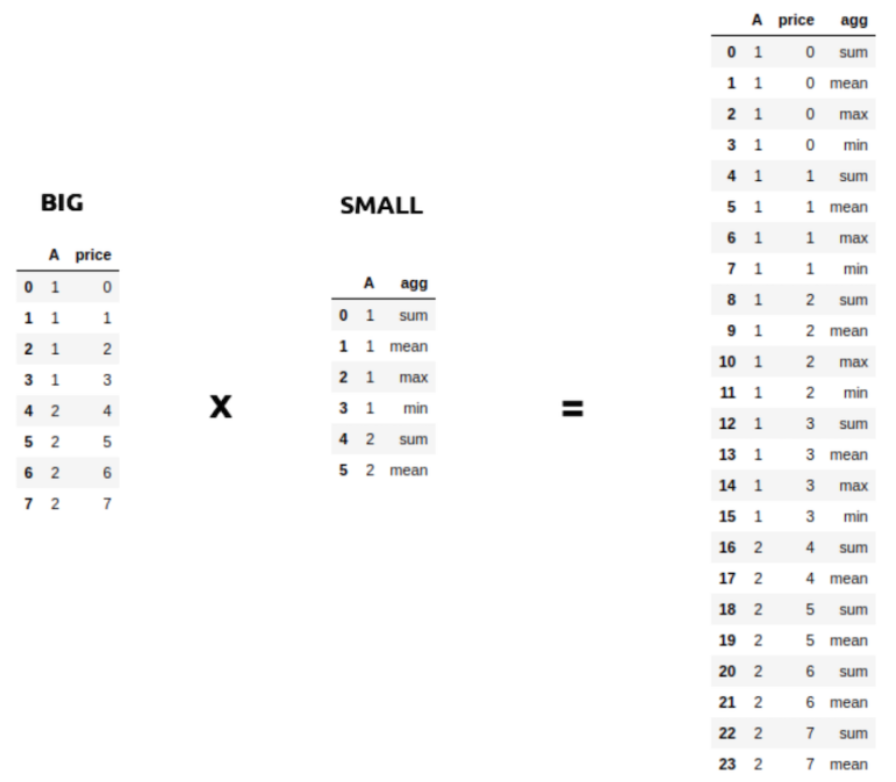 BIG
A price
0 1 0
1 1 1
2 1 2
3 1 3
4 2 4
5 2 5
6 2 6
7 2 7
x
SMALL
A agg
0 1 sum
1 1 mean
2 1 max
3 1 min
4 2 sum
5 2 mean
=
A price agg
0 1 0 sum
1 1 0 mean
2 1 0 max
3 1 0 min
4 1 1 sum
5 1 1 mean
6 1 1 max
7 1 1 min
8 1 2 sum
9 1 2 mean
10 1 2 max
11 1 2 min
12 1 3 sum
13 1 3 mean
14 1 3 max
15 1 3 min
16 2 4 sum
17 2 4 mean
18 2 5 sum
19 2 5 mean
20 2 6 sum
21 2 6 mean
22 2 7 sum
23 2 7 mean